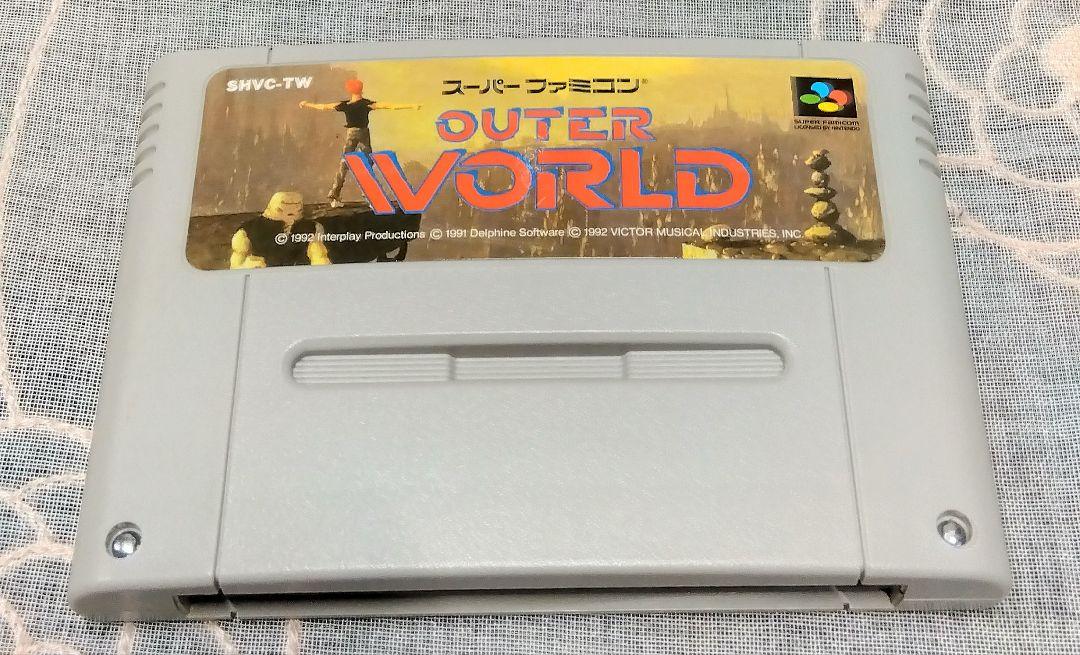 SHVC-TW
スーパーファミコン®
OUTER
WORLD
SUPER FAMICOM
LICENSED BY NINTENDO
© 1992 Interplay Productions © 1991 Delphine Software © 1992 VICTOR MUSICAL INDUSTRIES, INC.